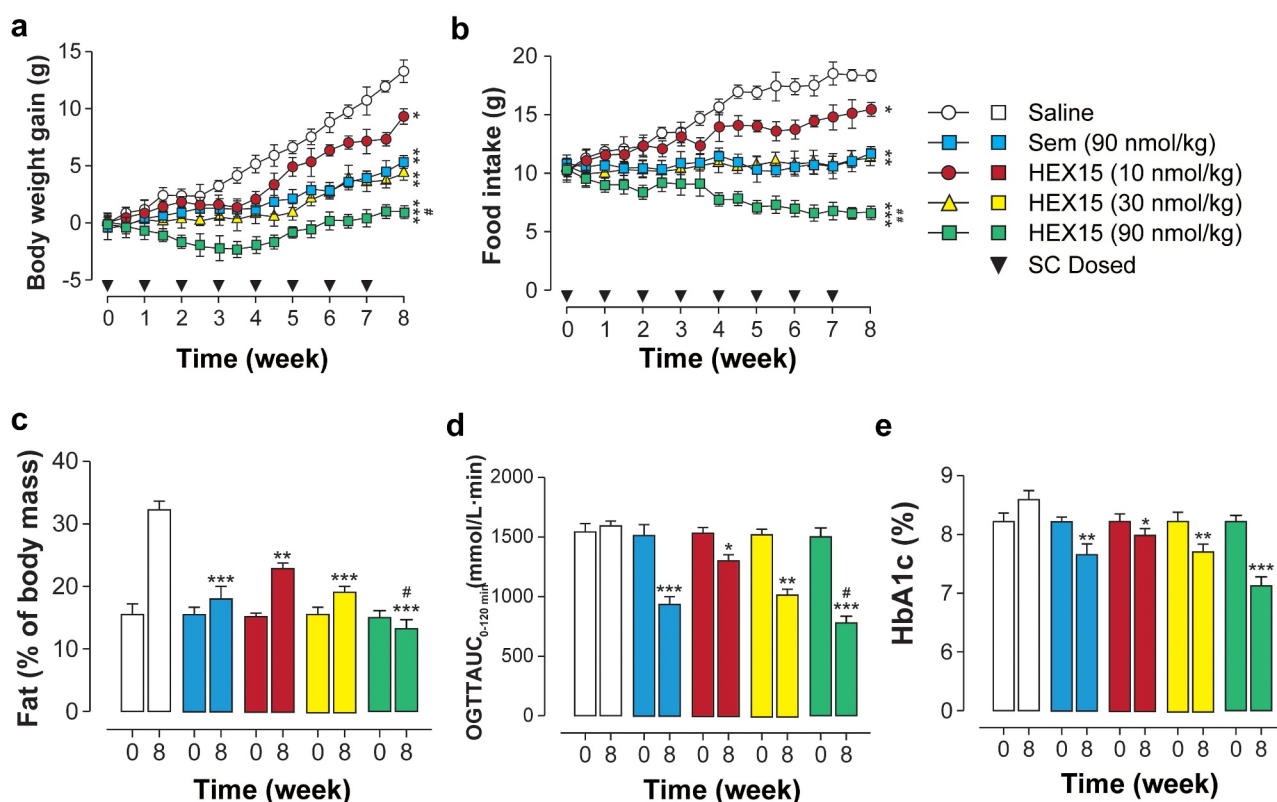 a
Body weight gain (g)
15
10
5
0
-5
*
**
**
***
#
0 1 2 3 4 5 6 7 8
Time (week)
b
Food intake (g)
20
15
10
5
0
*
**
***
##
0 1 2 3 4 5 6 7 8
Time (week)
Saline
Sem (90 nmol/kg)
HEX15 (10 nmol/kg)
HEX15 (30 nmol/kg)
HEX15 (90 nmol/kg)
SC Dosed
c
Fat (% of body mass)
40
30
20
10
0
***
**
***
#
***
0 8 0 8 0 8 0 8 0 8
Time (week)
d
OGTTAUC0-120 min(mmol/L·min)
2000
1500
1000
500
0
***
*
**
#
***
0 8 0 8 0 8 0 8 0 8
Time (week)
e
HbA1c (%)
9
8
7
6
0
**
*
**
***
0 8 0 8 0 8 0 8 0 8
Time (week)